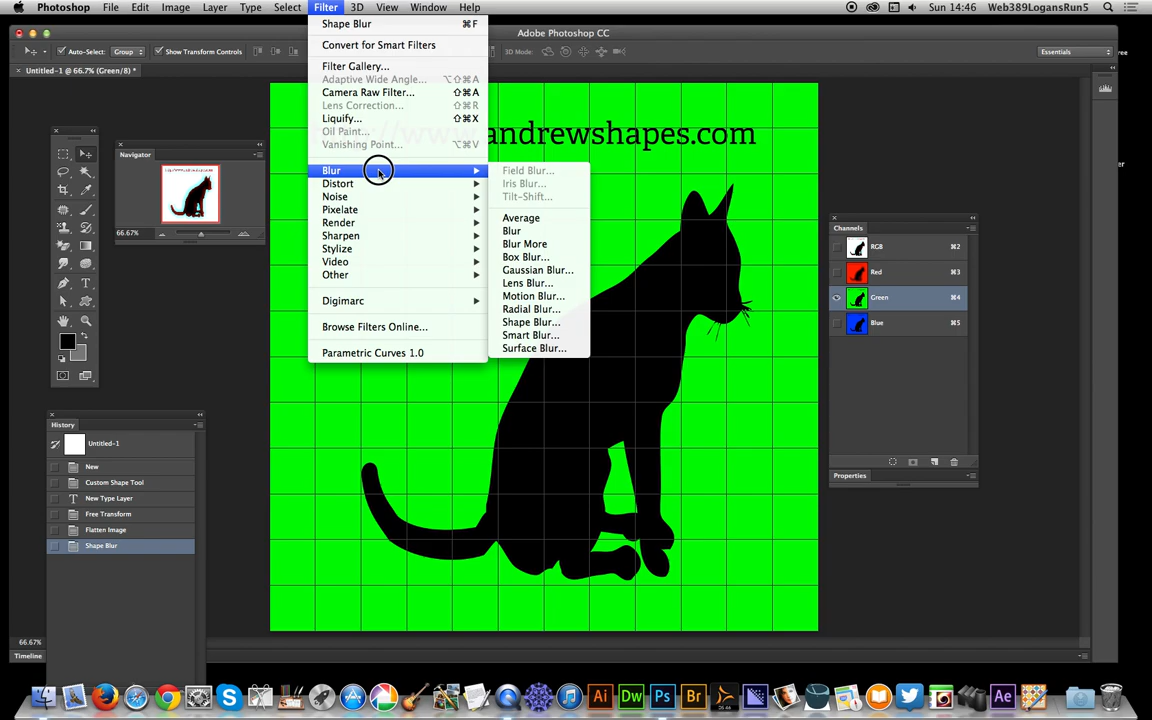 Photoshop File Edit Image Layer Type Select Filter 3D View Window Help Sun 14:46 Web389LogansRun5
Adobe Photoshop CC
Auto-Select: Group Show Transform Controls 3D Mode: Essentials
Untitled-1 @ 66.7% (Green/8) *
Shape Blur ⌘F
Convert for Smart Filters
Filter Gallery...
Adaptive Wide Angle... ⌥⇧⌘A
Camera Raw Filter... ⇧⌘A
Lens Correction... ⇧⌘R
Liquify... ⇧⌘X
Oil Paint...
Vanishing Point... ⌥⌘V
Blur
Distort
Noise
Pixelate
Render
Sharpen
Stylize
Video
Other
Digimarc
Browse Filters Online...
Parametric Curves 1.0
Field Blur...
Iris Blur...
Tilt-Shift...
Average
Blur
Blur More
Box Blur...
Gaussian Blur...
Lens Blur...
Motion Blur...
Radial Blur...
Shape Blur...
Smart Blur...
Surface Blur...
andrewshapes.com
Navigator
66.67%
Channels
RGB ⌘2
Red ⌘3
Green ⌘4
Blue ⌘5
Properties
History
Untitled-1
New
Custom Shape Tool
New Type Layer
Free Transform
Flatten Image
Shape Blur
66.67%
Timeline
Ai Dw Ps Br Ae